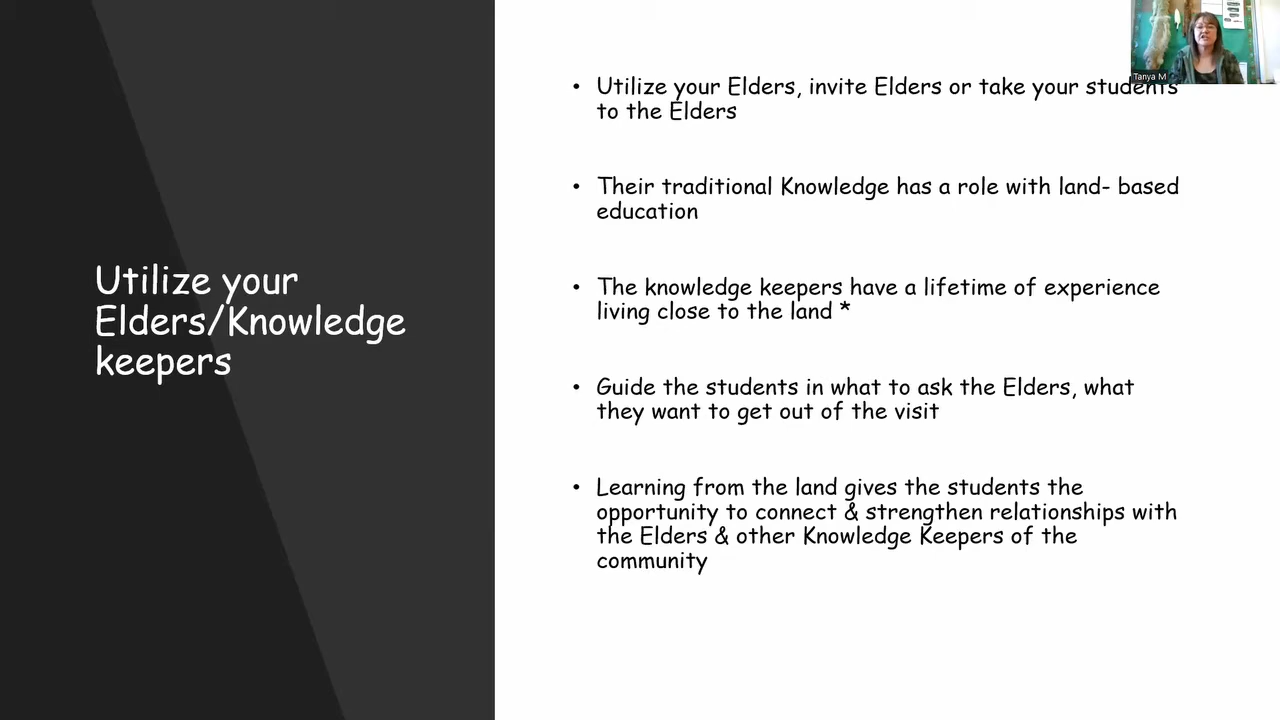 Utilize your
Elders/Knowledge
keepers
• Utilize your Elders, invite Elders or take your students
to the Elders
• Their traditional Knowledge has a role with land- based
education
• The knowledge keepers have a lifetime of experience
living close to the land *
• Guide the students in what to ask the Elders, what
they want to get out of the visit
• Learning from the land gives the students the
opportunity to connect & strengthen relationships with
the Elders & other Knowledge Keepers of the
community
Tanya M